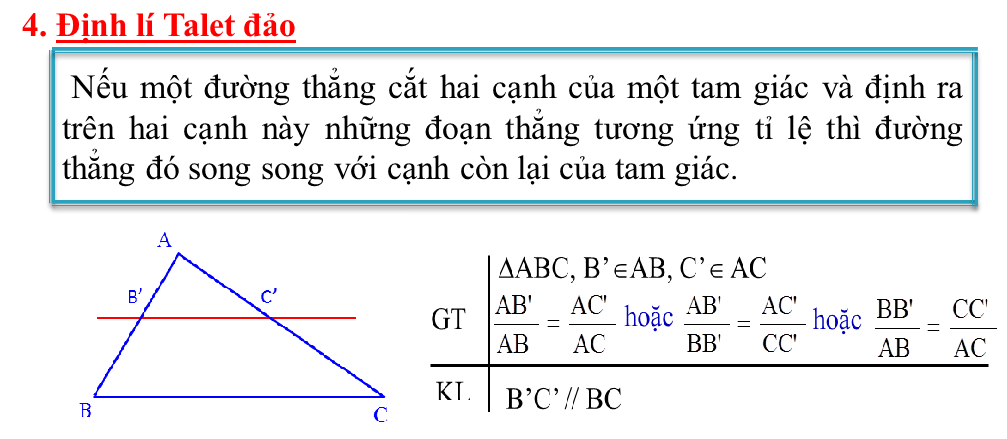 4. Định lí Talet đảo
Nếu một đường thẳng cắt hai cạnh của một tam giác và định ra
trên hai cạnh này những đoạn thẳng tương ứng tỉ lệ thì đường
thẳng đó song song với cạnh còn lại của tam giác.
A
B'
C'
B
C
GT
ΔABC, B’∈AB, C’∈ AC
AB'/AB = AC'/AC hoặc AB'/BB' = AC'/CC' hoặc BB'/AB = CC'/AC
KL
B’C’ // BC